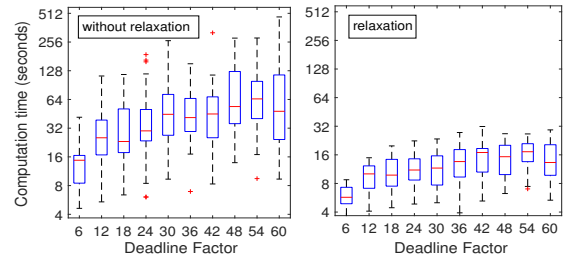 512
256
128
64
32
16
8
4
Computation time (seconds)
without relaxation
6 12 18 24 30 36 42 48 54 60
Deadline Factor
512
256
128
64
32
16
8
4
relaxation
6 12 18 24 30 36 42 48 54 60
Deadline Factor